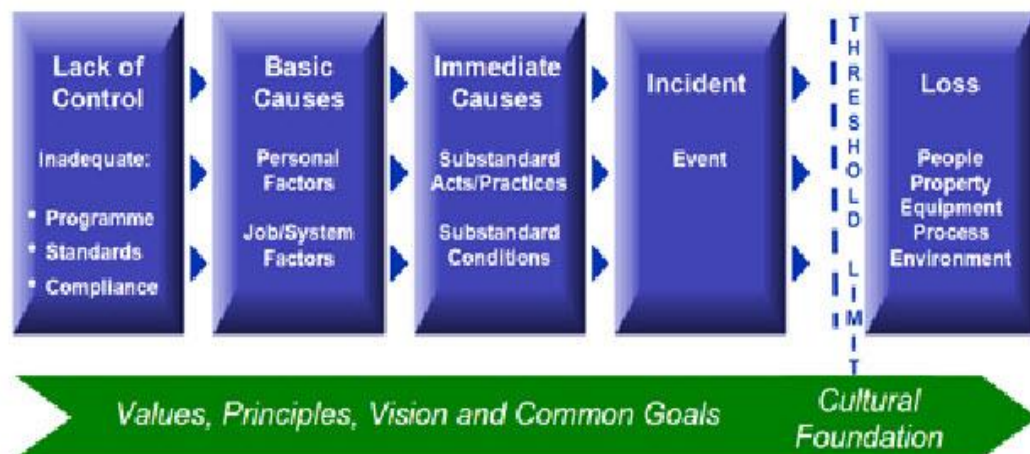 Lack of
Control
Inadequate:
• Programme
• Standards
• Compliance
Basic
Causes
Personal
Factors
Job/System
Factors
Immediate
Causes
Substandard
Acts/Practices
Substandard
Conditions
Incident
Event
THRESHOLD LIMIT
Loss
People
Property
Equipment
Process
Environment
Values, Principles, Vision and Common Goals
Cultural
Foundation